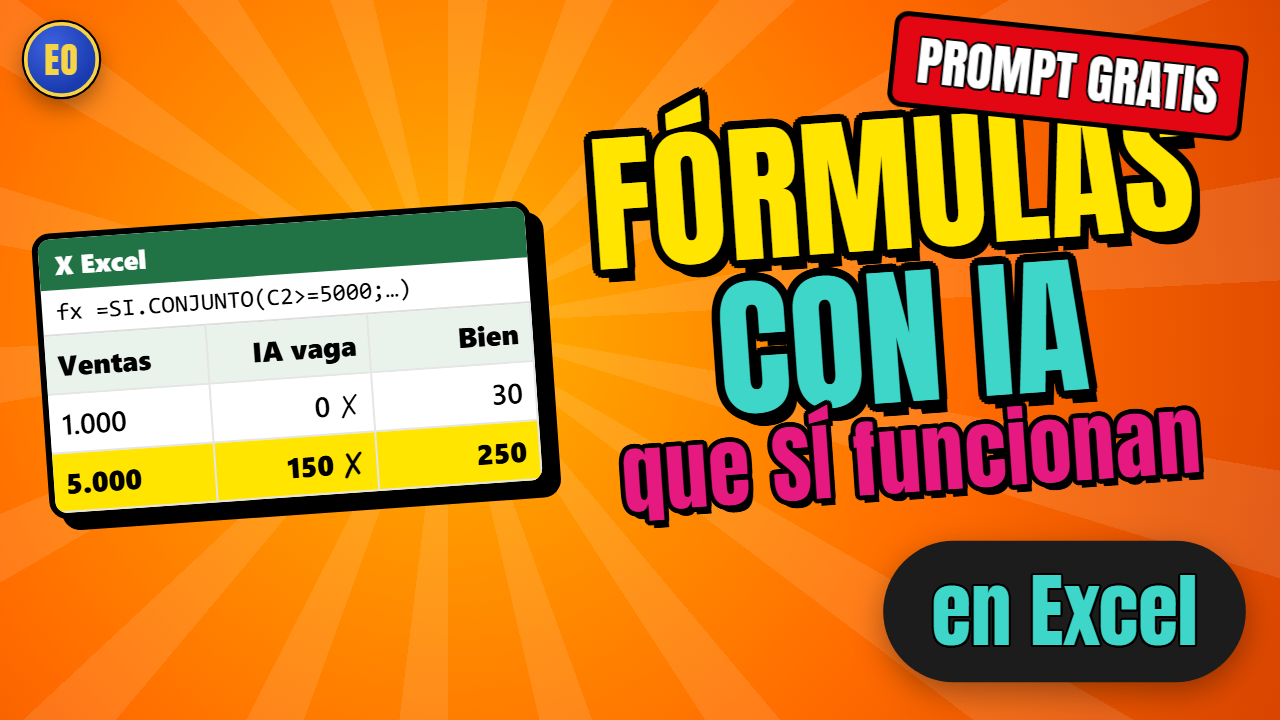 EO
PROMPT GRATIS
FÓRMULAS
CON IA
que SÍ funcionan
en Excel
X Excel
fx =SI.CONJUNTO(C2>=5000;…)
Ventas IA vaga Bien
1.000 0 ✗ 30
5.000 150 ✗ 250